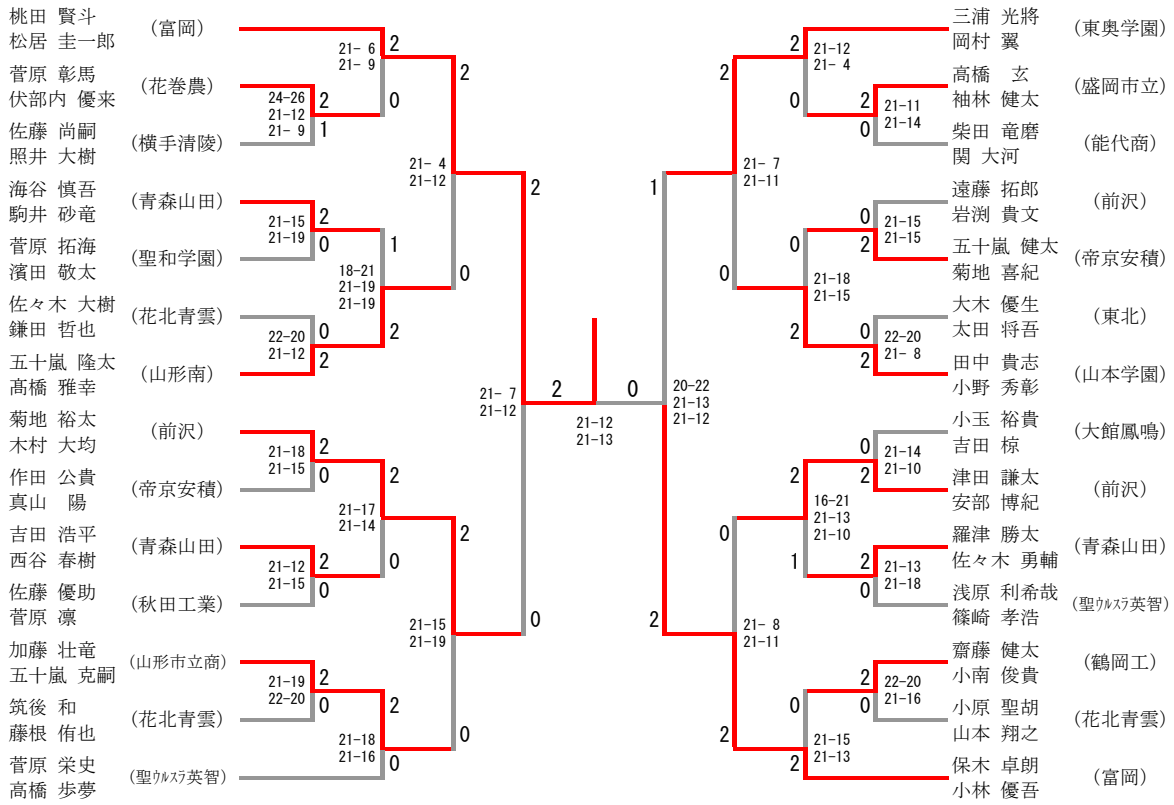 桃田 賢斗
松居 圭一郎
(富岡)
菅原 彰馬
伏部内 優来
(花巻農)
佐藤 尚嗣
照井 大樹
(横手清陵)
海谷 慎吾
駒井 砂竜
(青森山田)
菅原 拓海
濱田 敬太
(聖和学園)
佐々木 大樹
鎌田 哲也
(花北青雲)
五十嵐 隆太
髙橋 雅幸
(山形南)
菊地 裕太
木村 大均
(前沢)
作田 公貴
真山 陽
(帝京安積)
吉田 浩平
西谷 春樹
(青森山田)
佐藤 優助
菅原 凛
(秋田工業)
加藤 壮竜
五十嵐 克嗣
(山形市立商)
筑後 和
藤根 侑也
(花北青雲)
菅原 栄史
高橋 歩夢
(聖ウルスラ英智)
24-26
21-12
21- 9
2
1
21-15
21-19
2
0
22-20
21-12
0
2
21-18
21-15
2
0
21-12
21-15
2
0
21-19
22-20
2
0
21- 6
21- 9
2
0
18-21
21-19
21-19
1
2
21-17
21-14
2
0
21-18
21-16
2
0
21- 4
21-12
2
0
21-15
21-19
2
0
21- 7
21-12
2
0
2
0
21-12
21-13
20-22
21-13
21-12
1
2
21- 7
21-11
2
0
21- 8
21-11
0
2
21-12
21- 4
2
0
21-18
21-15
0
2
16-21
21-13
21-10
2
1
21-15
21-13
0
2
21-11
21-14
2
0
21-15
21-15
0
2
22-20
21- 8
0
2
21-14
21-10
0
2
21-13
21-18
2
0
22-20
21-16
2
0
三浦 光將
岡村 翼
(東奥学園)
高橋 玄
袖林 健太
(盛岡市立)
柴田 竜磨
関 大河
(能代商)
遠藤 拓郎
岩渕 貴文
(前沢)
五十嵐 健太
菊地 喜紀
(帝京安積)
大木 優生
太田 将吾
(東北)
田中 貴志
小野 秀彰
(山本学園)
小玉 裕貴
吉田 椋
(大館鳳鳴)
津田 謙太
安部 博紀
(前沢)
羅津 勝太
佐々木 勇輔
(青森山田)
浅原 利希哉
篠崎 孝浩
(聖ウルスラ英智)
齋藤 健太
小南 俊貴
(鶴岡工)
小原 聖胡
山本 翔之
(花北青雲)
保木 卓朗
小林 優吾
(富岡)